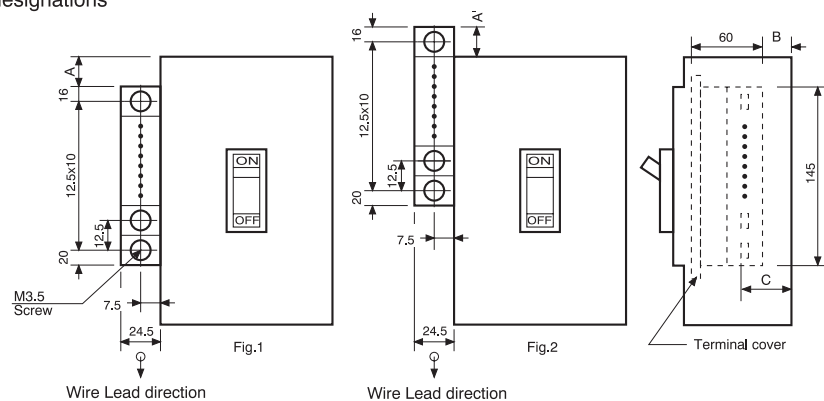 designations
A
16
12.5x10
12.5
20
M3.5
Screw
7.5
24.5
ON
OFF
Fig.1
Wire Lead direction
16
A'
12.5x10
12.5
20
7.5
24.5
ON
OFF
Fig.2
Wire Lead direction
60
B
145
C
Terminal cover